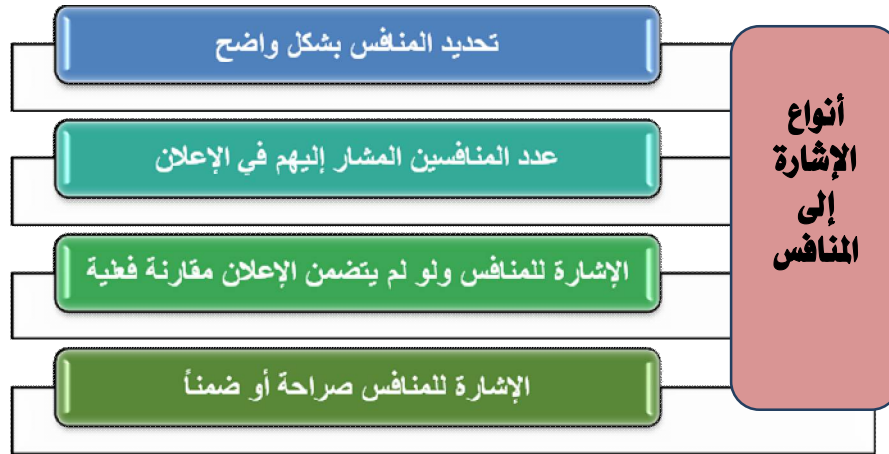 أنواع
الإشارة
إلى
المنافس
تحديد المنافس بشكل واضح
عدد المنافسين المشار إليهم في الإعلان
الإشارة للمنافس ولو لم يتضمن الإعلان مقارنة فعلية
الإشارة للمنافس صراحة أو ضمناً